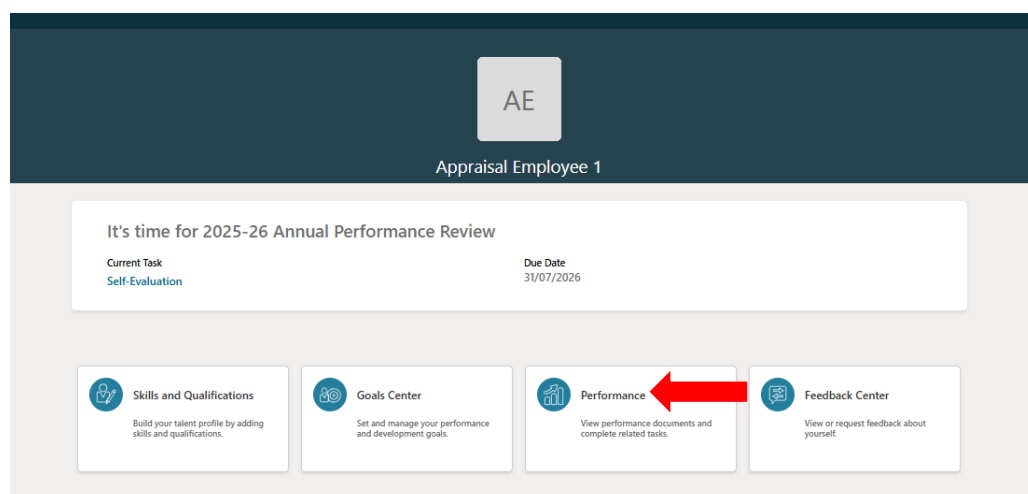 AE
Appraisal Employee 1
It's time for 2025-26 Annual Performance Review
Current Task
Due Date
Self-Evaluation
31/07/2026
Skills and Qualifications
Build your talent profile by adding
skills and qualifications.
Goals Center
Set and manage your performance
and development goals.
Performance
View performance documents and
complete related tasks.
Feedback Center
View or request feedback about
yourself.